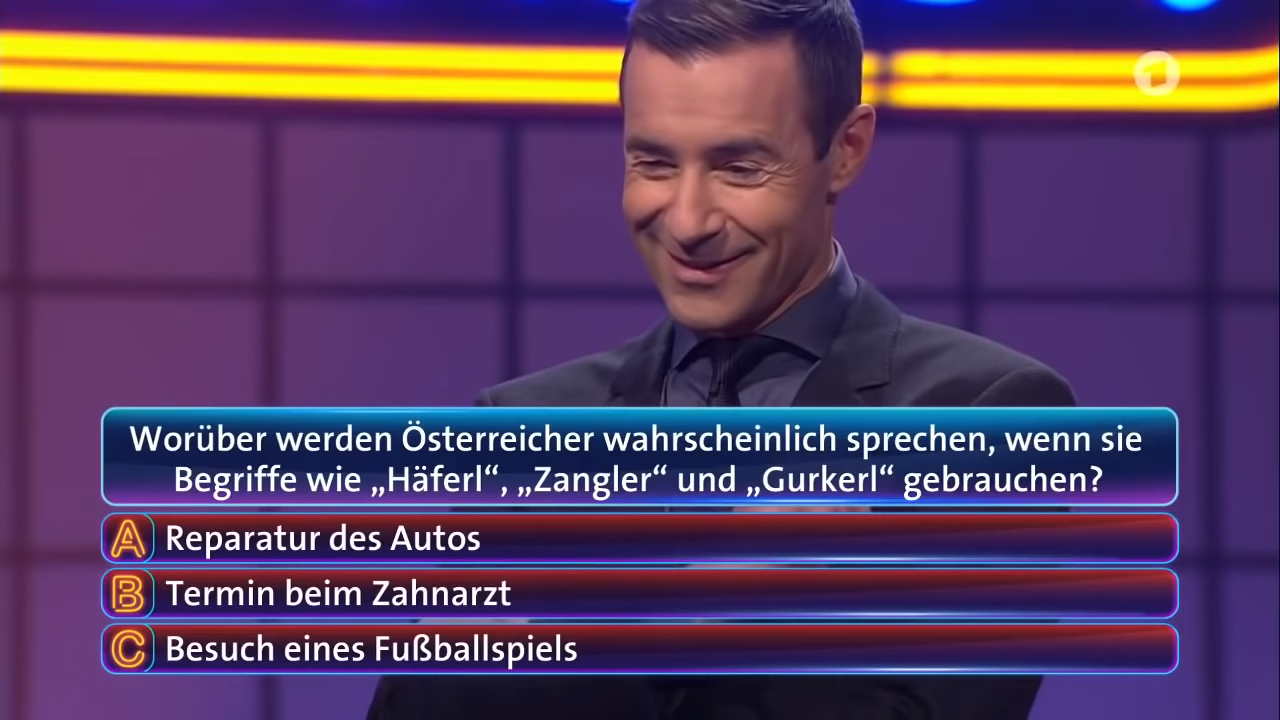 Worüber werden Österreicher wahrscheinlich sprechen, wenn sie
Begriffe wie „Häferl“, „Zangler“ und „Gurkerl“ gebrauchen?
A Reparatur des Autos
B Termin beim Zahnarzt
C Besuch eines Fußballspiels